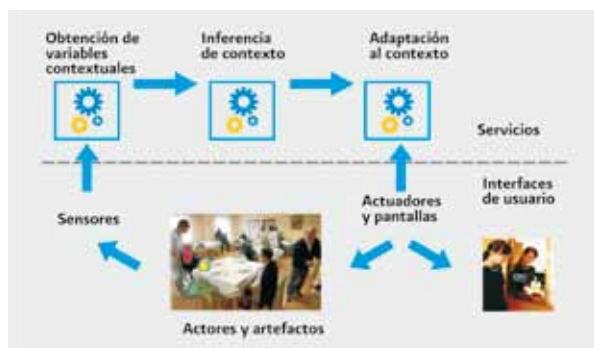 Obtención de
variables
contextuales
Inferencia
de contexto
Adaptación
al contexto
Servicios
Sensores
Actuadores
y pantallas
Interfaces
de usuario
Actores y artefactos